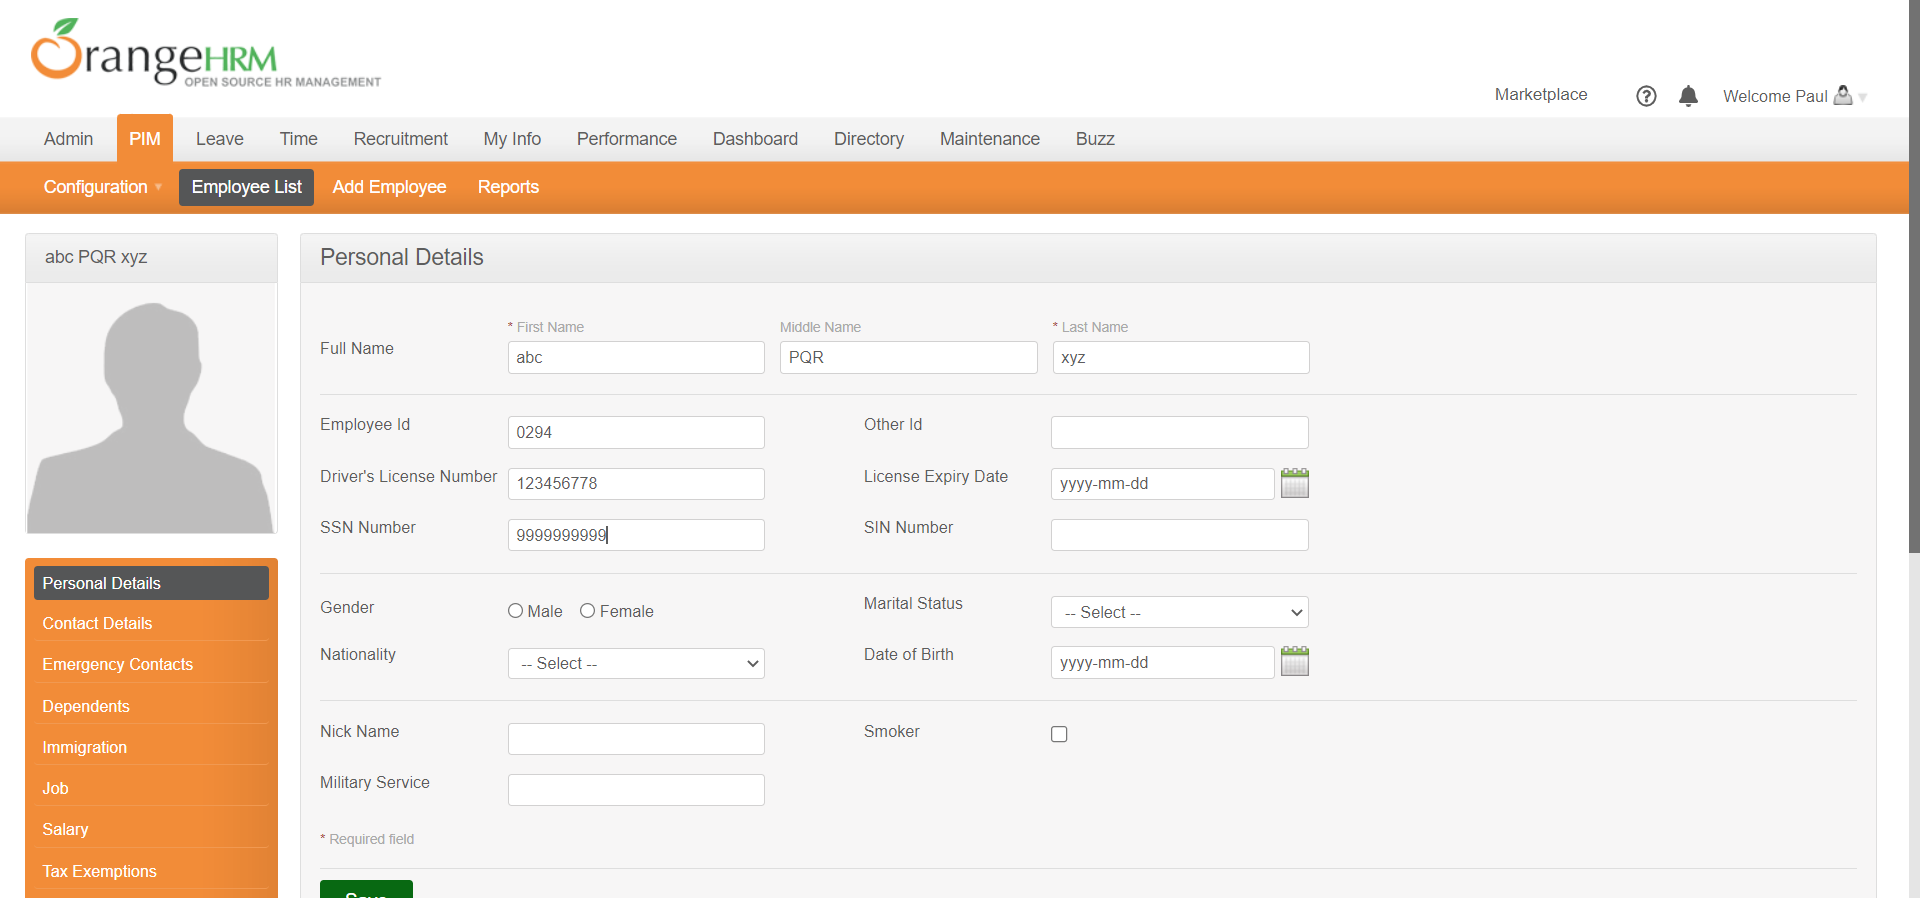 OrangeHRM
OPEN SOURCE HR MANAGEMENT
Marketplace
Welcome Paul
Admin PIM Leave Time Recruitment My Info Performance Dashboard Directory Maintenance Buzz
Configuration Employee List Add Employee Reports
abc PQR xyz
Personal Details
* First Name Middle Name * Last Name
Full Name
abc PQR xyz
Employee Id 0294 Other Id
Driver's License Number 123456778 License Expiry Date yyyy-mm-dd
SSN Number 9999999999 SIN Number
Gender Male Female Marital Status -- Select --
Nationality -- Select -- Date of Birth yyyy-mm-dd
Nick Name Smoker
Military Service
* Required field
Save
Personal Details
Contact Details
Emergency Contacts
Dependents
Immigration
Job
Salary
Tax Exemptions